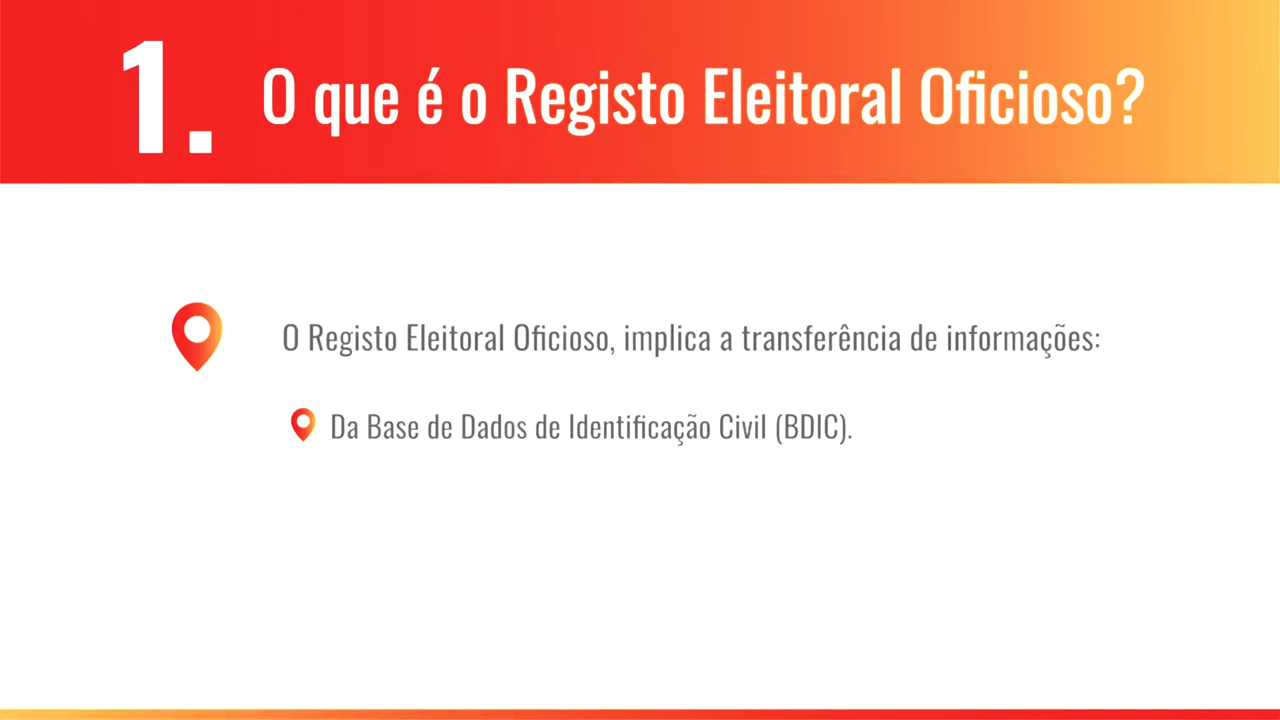 1. O que é o Registo Eleitoral Oficioso?
O Registo Eleitoral Oficioso, implica a transferência de informações:
Da Base de Dados de Identificação Civil (BDIC).